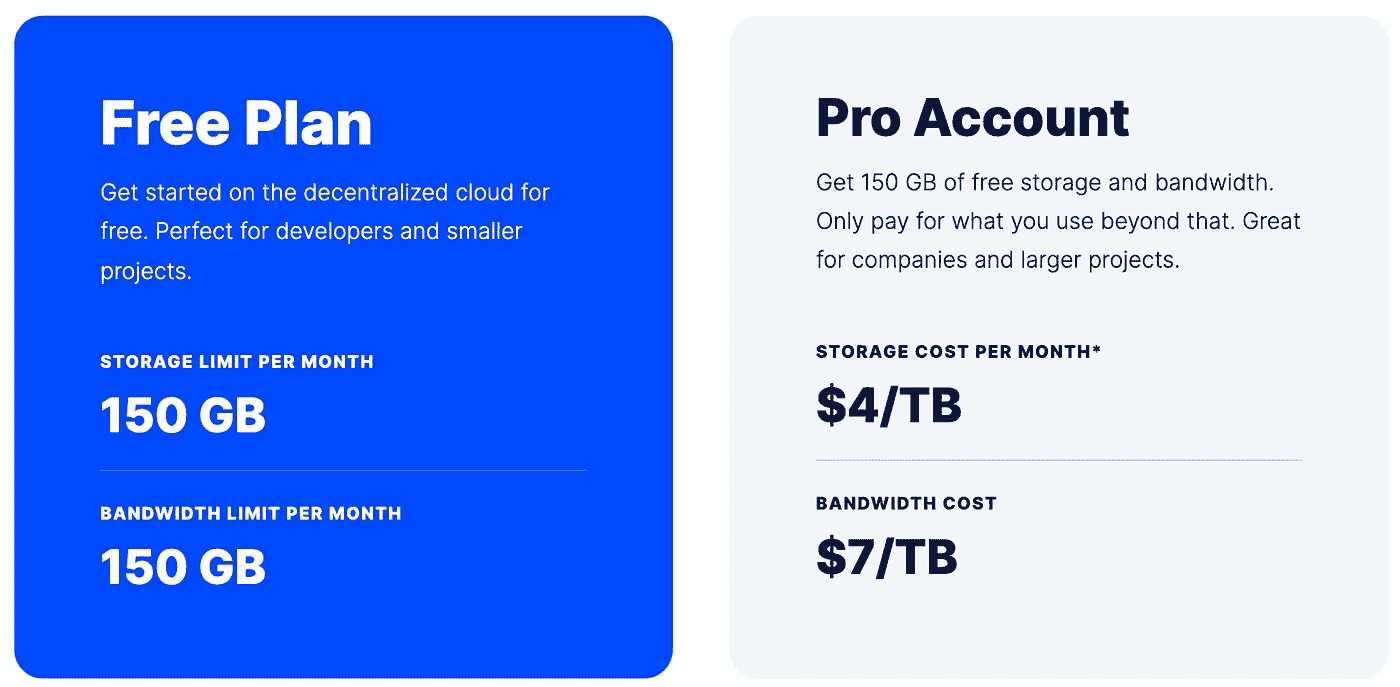 Free Plan
Get started on the decentralized cloud for
free. Perfect for developers and smaller
projects.
STORAGE LIMIT PER MONTH
150 GB
BANDWIDTH LIMIT PER MONTH
150 GB
Pro Account
Get 150 GB of free storage and bandwidth.
Only pay for what you use beyond that. Great
for companies and larger projects.
STORAGE COST PER MONTH*
$4/TB
BANDWIDTH COST
$7/TB